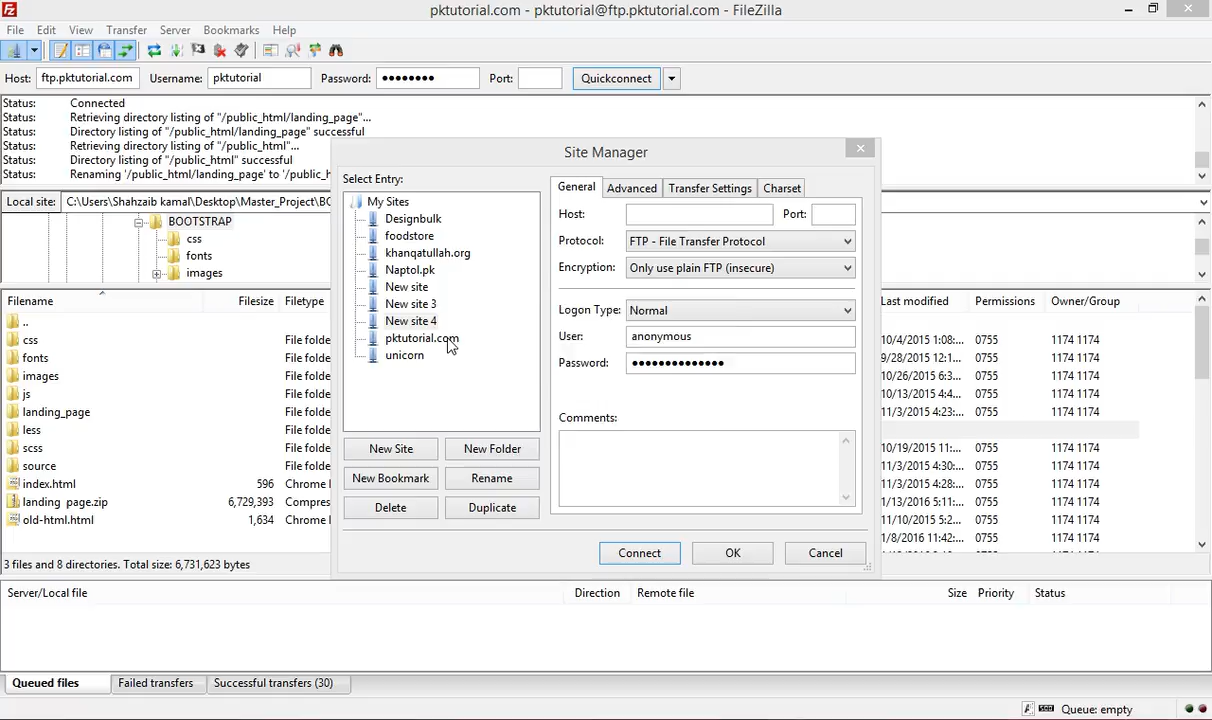 pktutorial.com - pktutorial@ftp.pktutorial.com - FileZilla
File Edit View Transfer Server Bookmarks Help
Host: ftp.pktutorial.com Username: pktutorial Password: ●●●●●●●● Port: Quickconnect
Status: Connected
Status: Retrieving directory listing of "/public_html/landing_page"...
Status: Directory listing of "/public_html/landing_page" successful
Status: Retrieving directory listing of "/public_html"...
Status: Directory listing of "/public_html" successful
Status: Renaming '/public_html/landing_page' to '/public_h
Local site: C:\Users\Shahzaib kamal\Desktop\Master_Project\BO
BOOTSTRAP
css
fonts
images
Filename Filesize Filetype
..
css File folde
fonts File folde
images File folde
js File folde
landing_page File folde
less File folde
scss File folde
source File folde
index.html 596 Chrome
landing page.zip 6,729,393 Compres
old-html.html 1,634 Chrome
3 files and 8 directories. Total size: 6,731,623 bytes
Site Manager
Select Entry:
My Sites
Designbulk
foodstore
khanqatullah.org
Naptol.pk
New site
New site 3
New site 4
pktutorial.com
unicorn
New Site New Folder
New Bookmark Rename
Delete Duplicate
General Advanced Transfer Settings Charset
Host: Port:
Protocol: FTP - File Transfer Protocol
Encryption: Only use plain FTP (insecure)
Logon Type: Normal
User: anonymous
Password: ●●●●●●●●●●●●●●
Comments:
Connect OK Cancel
Last modified Permissions Owner/Group
10/4/2015 1:08:... 0755 1174 1174
9/28/2015 12:1... 0755 1174 1174
10/26/2015 6:3... 0755 1174 1174
10/13/2015 4:4... 0755 1174 1174
11/3/2015 4:23:... 0755 1174 1174
10/19/2015 11:... 0755 1174 1174
11/3/2015 4:30:... 0755 1174 1174
11/3/2015 4:28:... 0755 1174 1174
1/13/2016 5:11:... 0755 1174 1174
11/10/2015 5:2... 0755 1174 1174
1/8/2016 11:42:... 0755 1174 1174
Server/Local file Direction Remote file Size Priority Status
Queued files Failed transfers Successful transfers (30)
Queue: empty